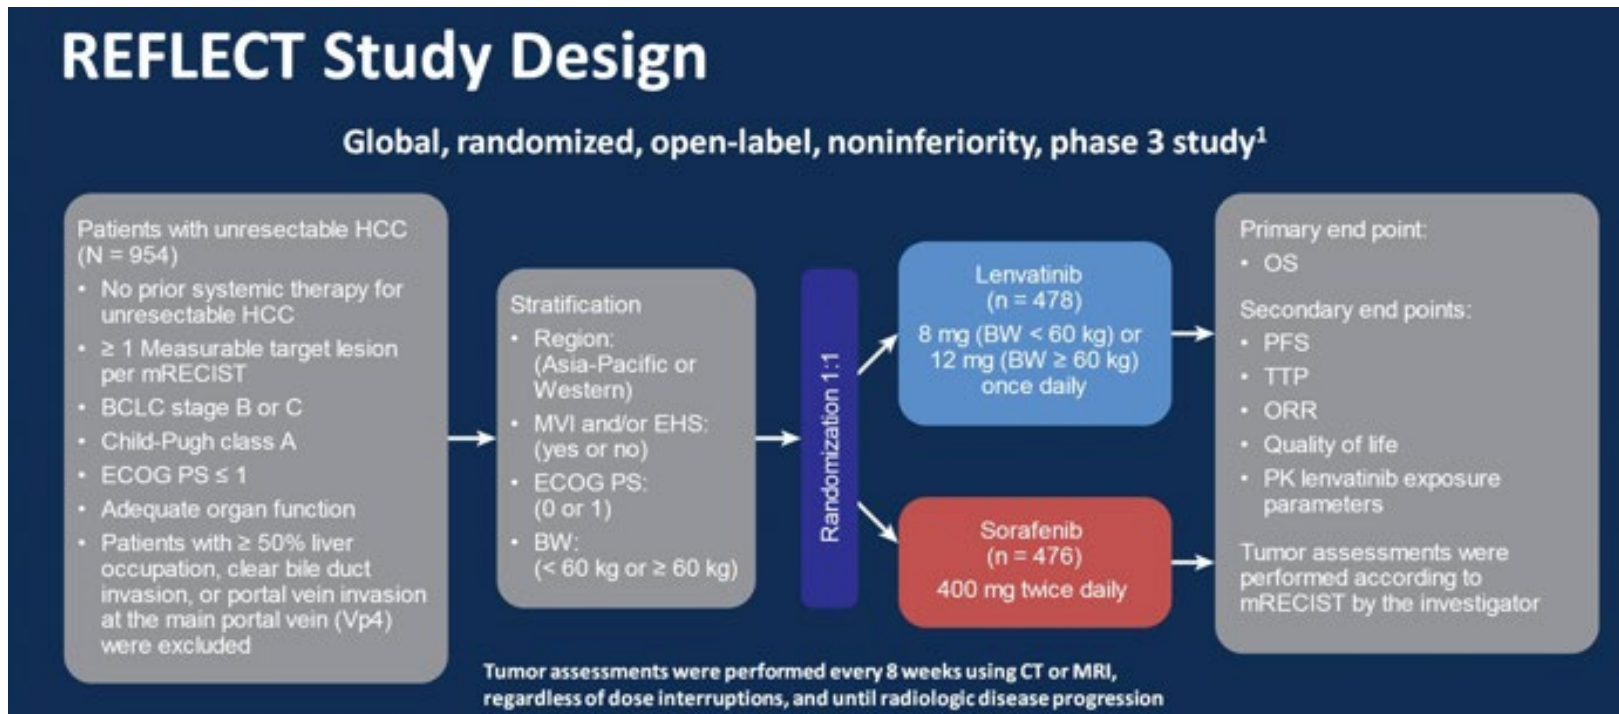 REFLECT Study Design
Global, randomized, open-label, noninferiority, phase 3 study¹
Patients with unresectable HCC
(N = 954)
• No prior systemic therapy for
unresectable HCC
• ≥ 1 Measurable target lesion
per mRECIST
• BCLC stage B or C
• Child-Pugh class A
• ECOG PS ≤ 1
• Adequate organ function
• Patients with ≥ 50% liver
occupation, clear bile duct
invasion, or portal vein invasion
at the main portal vein (Vp4)
were excluded
Stratification
• Region:
(Asia-Pacific or
Western)
• MVI and/or EHS:
(yes or no)
• ECOG PS:
(0 or 1)
• BW:
(< 60 kg or ≥ 60 kg)
Randomization 1:1
Lenvatinib
(n = 478)
8 mg (BW < 60 kg) or
12 mg (BW ≥ 60 kg)
once daily
Sorafenib
(n = 476)
400 mg twice daily
Primary end point:
• OS
Secondary end points:
• PFS
• TTP
• ORR
• Quality of life
• PK lenvatinib exposure
parameters
Tumor assessments were
performed according to
mRECIST by the investigator
Tumor assessments were performed every 8 weeks using CT or MRI,
regardless of dose interruptions, and until radiologic disease progression